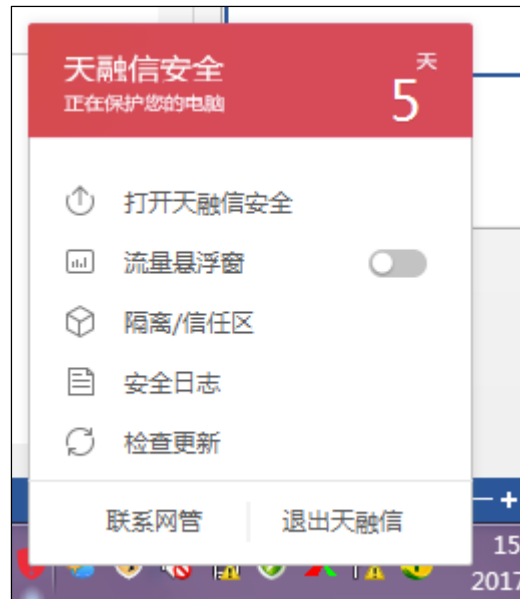 天融信安全
正在保护您的电脑
天
5
打开天融信安全
流量悬浮窗
隔离/信任区
安全日志
检查更新
联系网管
退出天融信
15
2017